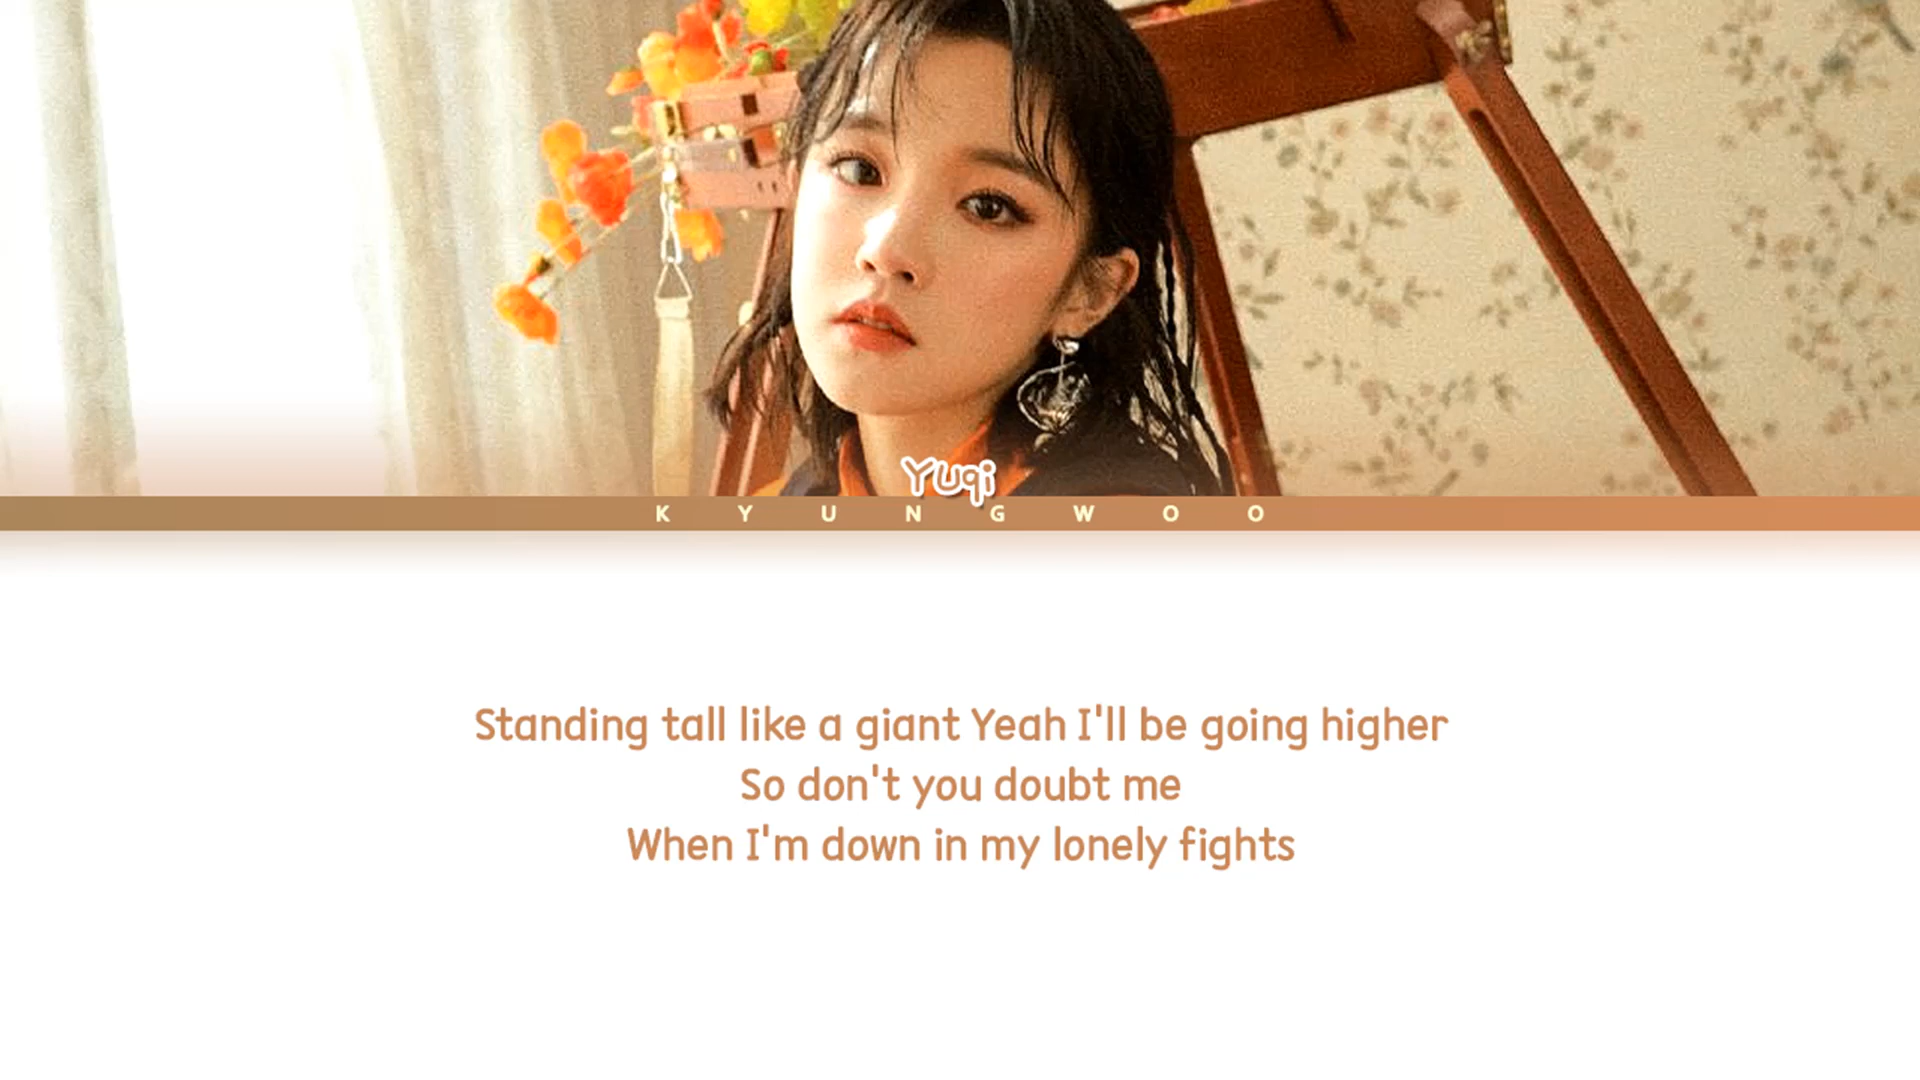 Yuqi
KYUNGWOO
Standing tall like a giant Yeah I'll be going higher
So don't you doubt me
When I'm down in my lonely fights